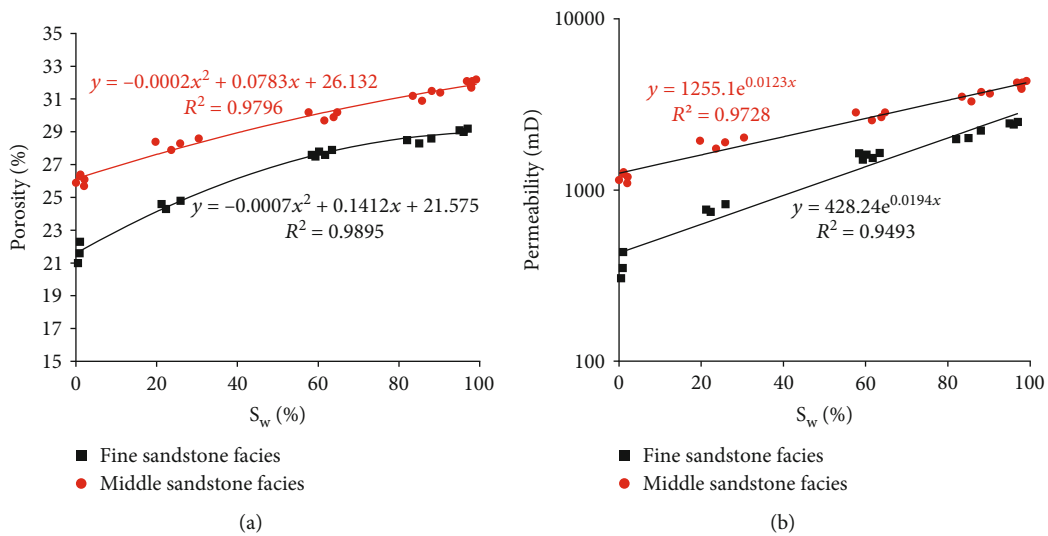 Porosity (%)
35
33
31
29
27
25
23
21
19
17
15
y = –0.0002x² + 0.0783x + 26.132
R² = 0.9796
y = –0.0007x² + 0.1412x + 21.575
R² = 0.9895
0 20 40 60 80 100
S_w (%)
Fine sandstone facies
Middle sandstone facies
(a)
Permeability (mD)
10000
1000
100
y = 1255.1e^0.0123x
R² = 0.9728
y = 428.24e^0.0194x
R² = 0.9493
0 20 40 60 80 100
S_w (%)
Fine sandstone facies
Middle sandstone facies
(b)